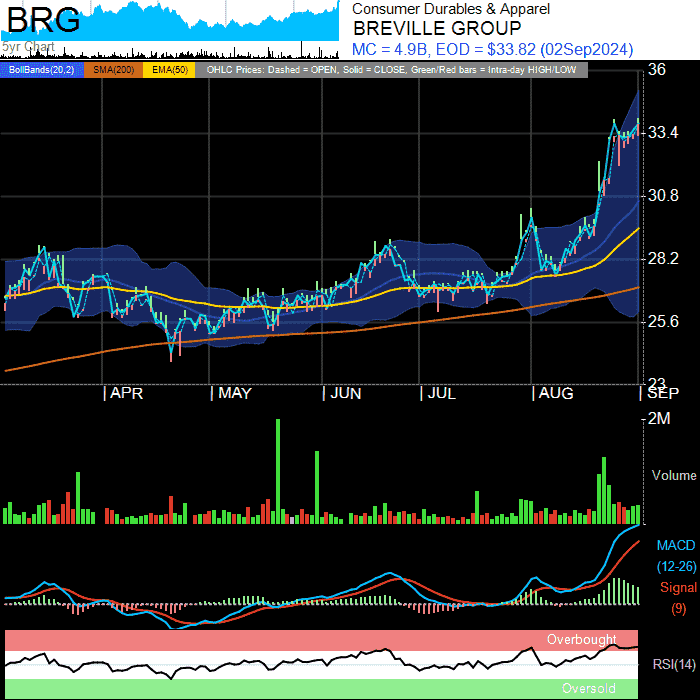 BRG
5yr Chart
Consumer Durables & Apparel
BREVILLE GROUP
MC = 4.9B, EOD = $33.82 (02Sep2024)
BollBands(20,2) SMA(200) EMA(50) OHLC Prices: Dashed = OPEN, Solid = CLOSE, Green/Red bars = Intra-day HIGH/LOW
36
33.4
30.8
28.2
25.6
23
APR MAY JUN JUL AUG SEP
2M
Volume
MACD
(12-26)
Signal
(9)
Overbought
RSI(14)
Oversold